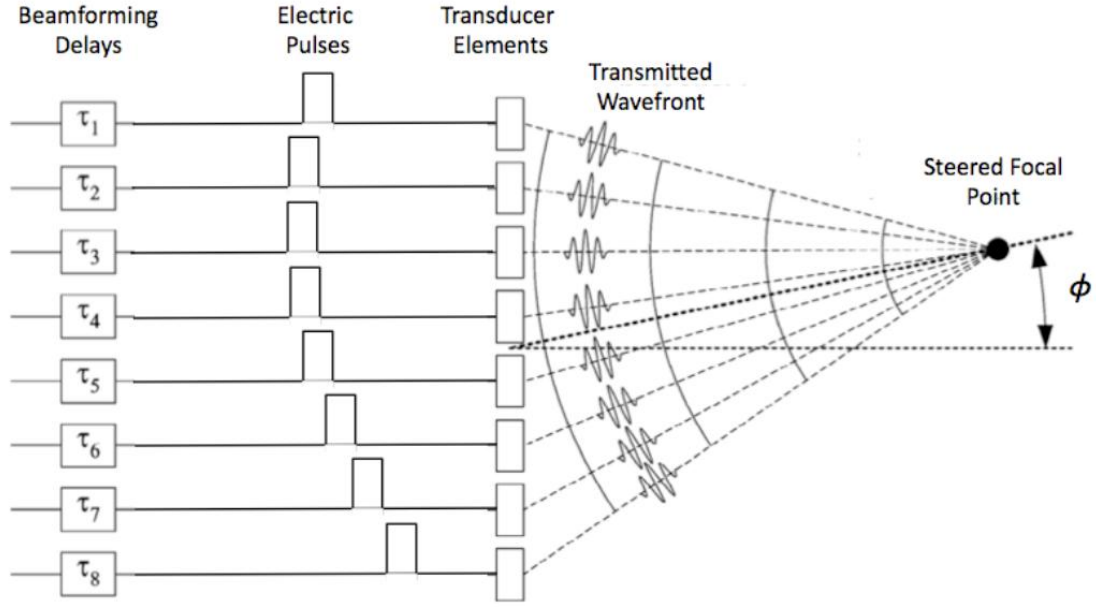 Beamforming
Delays
Electric
Pulses
Transducer
Elements
Transmitted
Wavefront
Steered Focal
Point
τ1
τ2
τ3
τ4
τ5
τ6
τ7
τ8
ϕ